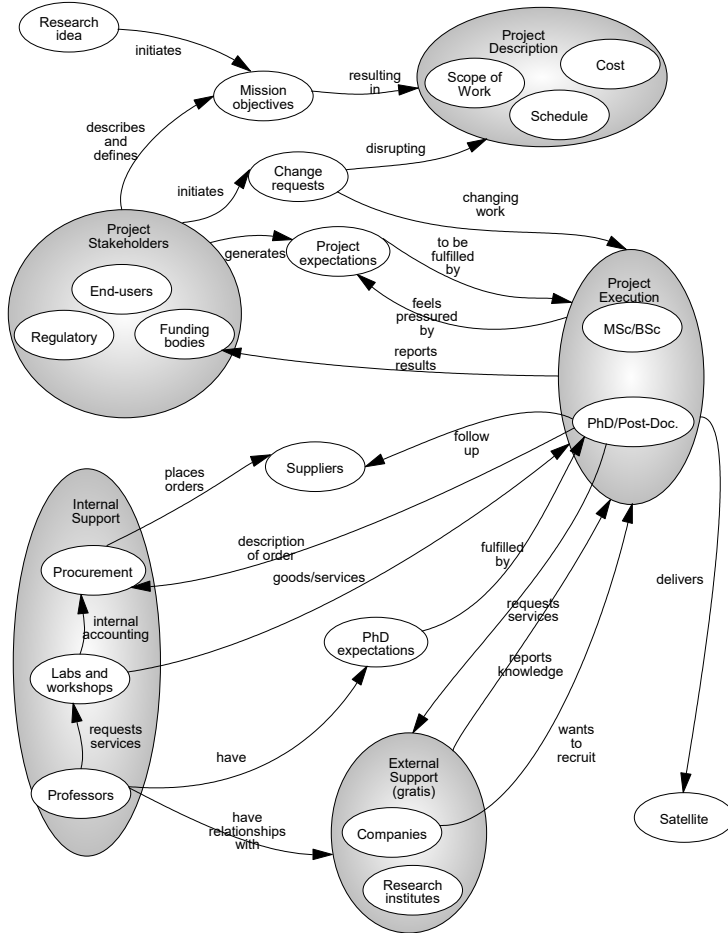 Research
idea
initiates
Mission
objectives
resulting
in
Project
Description
Scope of
Work
Cost
Schedule
describes
and
defines
initiates
Change
requests
disrupting
changing
work
Project
Stakeholders
End-users
Regulatory
Funding
bodies
generates
Project
expectations
to be
fulfilled
by
feels
pressured
by
reports
results
Project
Execution
MSc/BSc
PhD/Post-Doc.
follow
up
Suppliers
places
orders
Internal
Support
Procurement
description
of order
goods/services
internal
accounting
Labs and
workshops
requests
services
Professors
fulfilled
by
PhD
expectations
requests
services
reports
knowledge
delivers
have
have
relationships
with
wants
to
recruit
External
Support
(gratis)
Companies
Research
institutes
Satellite